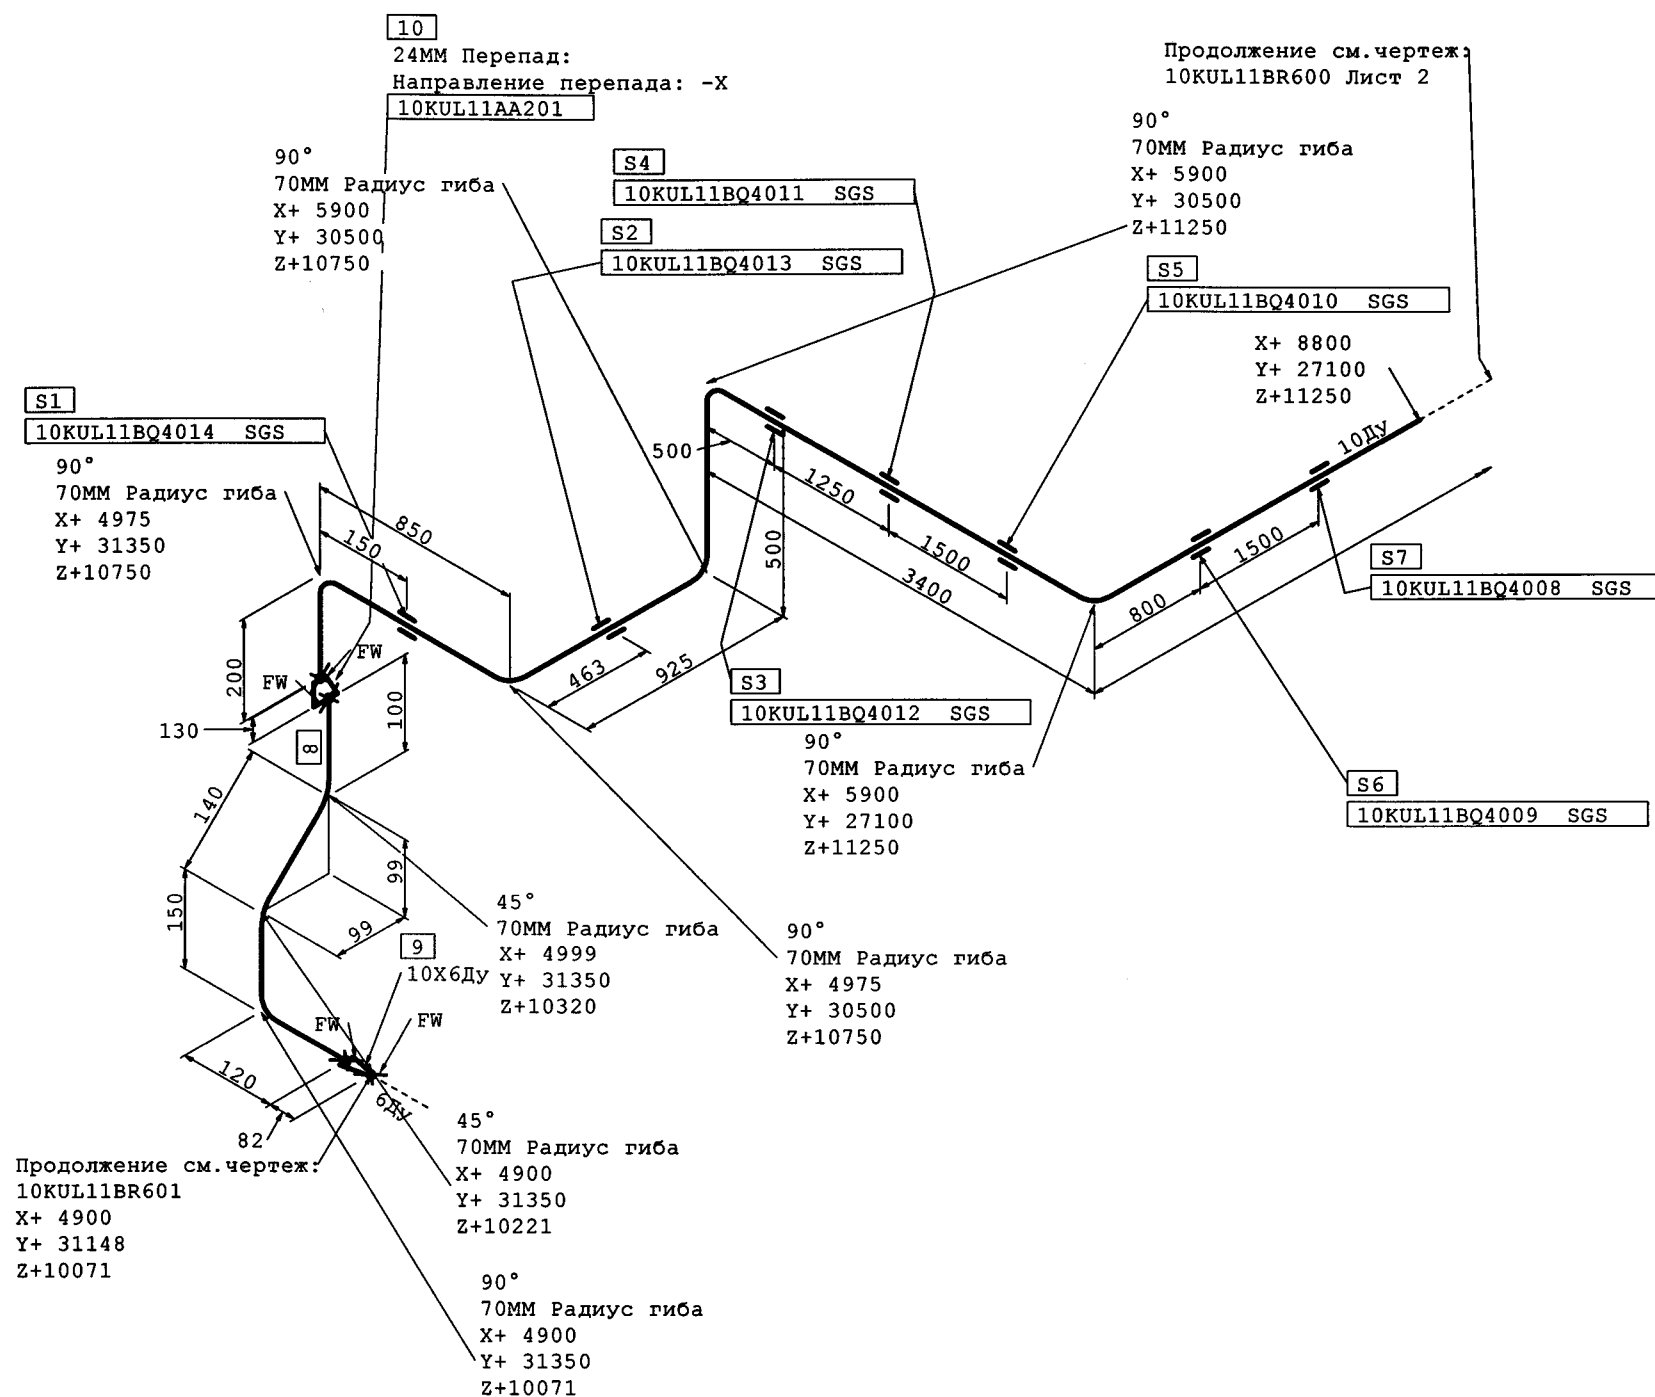 10
24ММ Перепад:
Направление перепада: -X
10KUL11AA201
Продолжение см.чертеж:
10KUL11BR600 Лист 2
90°
70ММ Радиус гиба
X+ 5900
Y+ 30500
Z+10750
S4
10KUL11BQ4011 SGS
S2
10KUL11BQ4013 SGS
90°
70ММ Радиус гиба
X+ 5900
Y+ 30500
Z+11250
S5
10KUL11BQ4010 SGS
X+ 8800
Y+ 27100
Z+11250
10Ду
S1
10KUL11BQ4014 SGS
90°
70ММ Радиус гиба
X+ 4975
Y+ 31350
Z+10750
850
150
500
1250
1500
3400
500
800
1500
S7
10KUL11BQ4008 SGS
200
FW
FW
130
8
100
463
925
S3
10KUL11BQ4012 SGS
90°
70ММ Радиус гиба
X+ 5900
Y+ 27100
Z+11250
S6
10KUL11BQ4009 SGS
140
150
99
99
45°
70ММ Радиус гиба
X+ 4999
Y+ 31350
Z+10320
9
10X6Ду
90°
70ММ Радиус гиба
X+ 4975
Y+ 30500
Z+10750
FW
FW
120
82
6Ду
Продолжение см.чертеж:
10KUL11BR601
X+ 4900
Y+ 31148
Z+10071
45°
70ММ Радиус гиба
X+ 4900
Y+ 31350
Z+10221
90°
70ММ Радиус гиба
X+ 4900
Y+ 31350
Z+10071